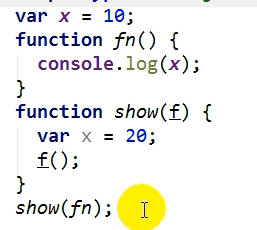 var x = 10;
function fn() {
  console.log(x);
}
function show(f) {
  var x = 20;
  f();
}
show(fn);